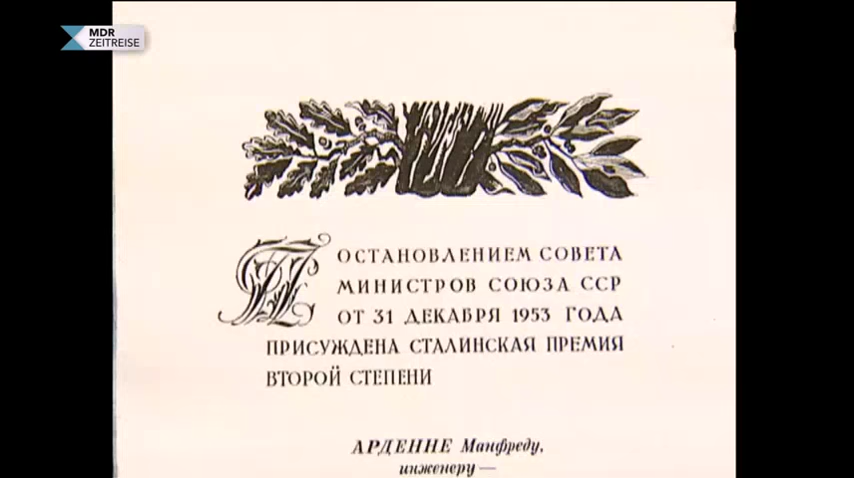 MDR
ZEITREISE
ПОСТАНОВЛЕНИЕМ СОВЕТА
МИНИСТРОВ СОЮЗА ССР
ОТ 31 ДЕКАБРЯ 1953 ГОДА
ПРИСУЖДЕНА СТАЛИНСКАЯ ПРЕМИЯ
ВТОРОЙ СТЕПЕНИ
АРДЕННЕ Манфреду,
инженеру —